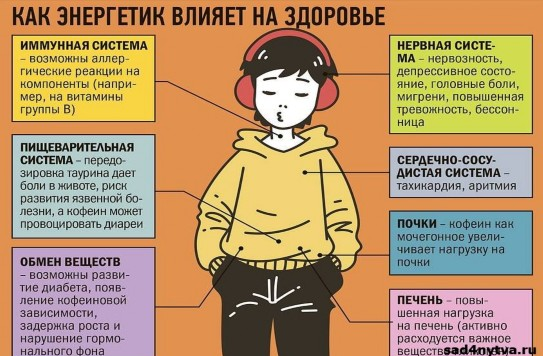 КАК ЭНЕРГЕТИК ВЛИЯЕТ НА ЗДОРОВЬЕ
ИММУННАЯ СИСТЕМА
– возможны аллер-
гические реакции на
компоненты (напри-
мер, на витамины
группы В)
ПИЩЕВАРИТЕЛЬНАЯ
СИСТЕМА – передо-
зировка таурина дает
боли в животе, риск
развития язвенной бо-
лезни, а кофеин может
провоцировать диареи
ОБМЕН ВЕЩЕСТВ
– возможны разви-
тие диабета, появ-
ление кофеиновой
зависимости,
задержка роста и
нарушение гормо-
нального фона
НЕРВНАЯ СИСТЕ-
МА – нервозность,
депрессивное состо-
яние, головные боли,
мигрени, повышенная
тревожность, бессон-
ница
СЕРДЕЧНО-СОСУ-
ДИСТАЯ СИСТЕМА –
тахикардия, аритмия
ПОЧКИ – кофеин как
мочегонное увели-
чивает нагрузку на
почки
ПЕЧЕНЬ – повы-
шенная нагрузка
на печень (активно
расходуется важное
веществ
sad4nytva.ru